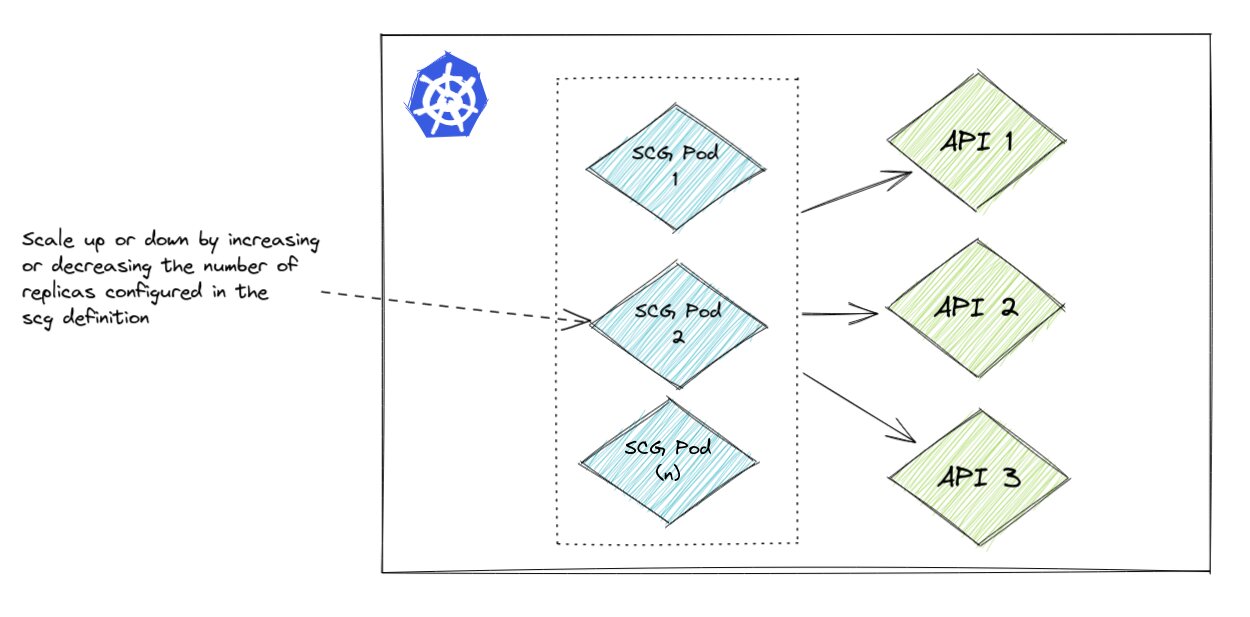 Scale up or down by increasing
or decreasing the number of
replicas configured in the
scg definition
SCG Pod
1
SCG Pod
2
SCG Pod
(n)
API 1
API 2
API 3